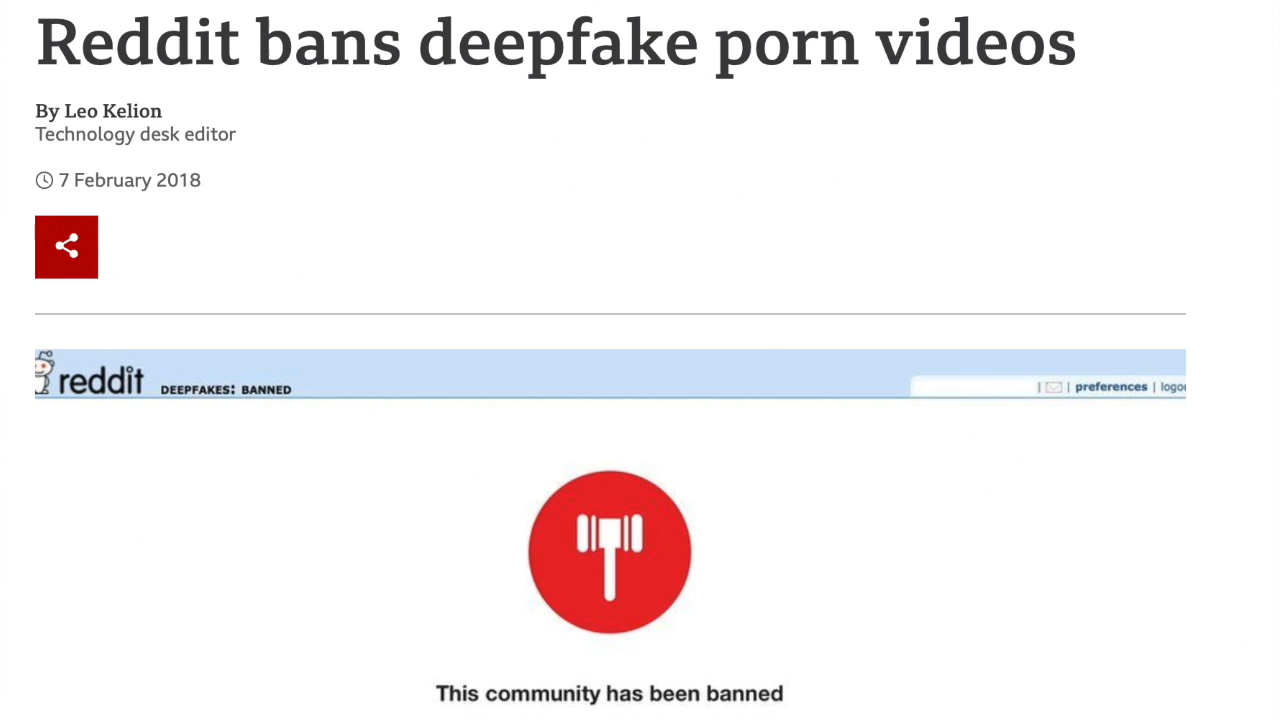 Reddit bans deepfake porn videos
By Leo Kelion
Technology desk editor
7 February 2018
reddit DEEPFAKES: BANNED | | preferences | logou
This community has been banned